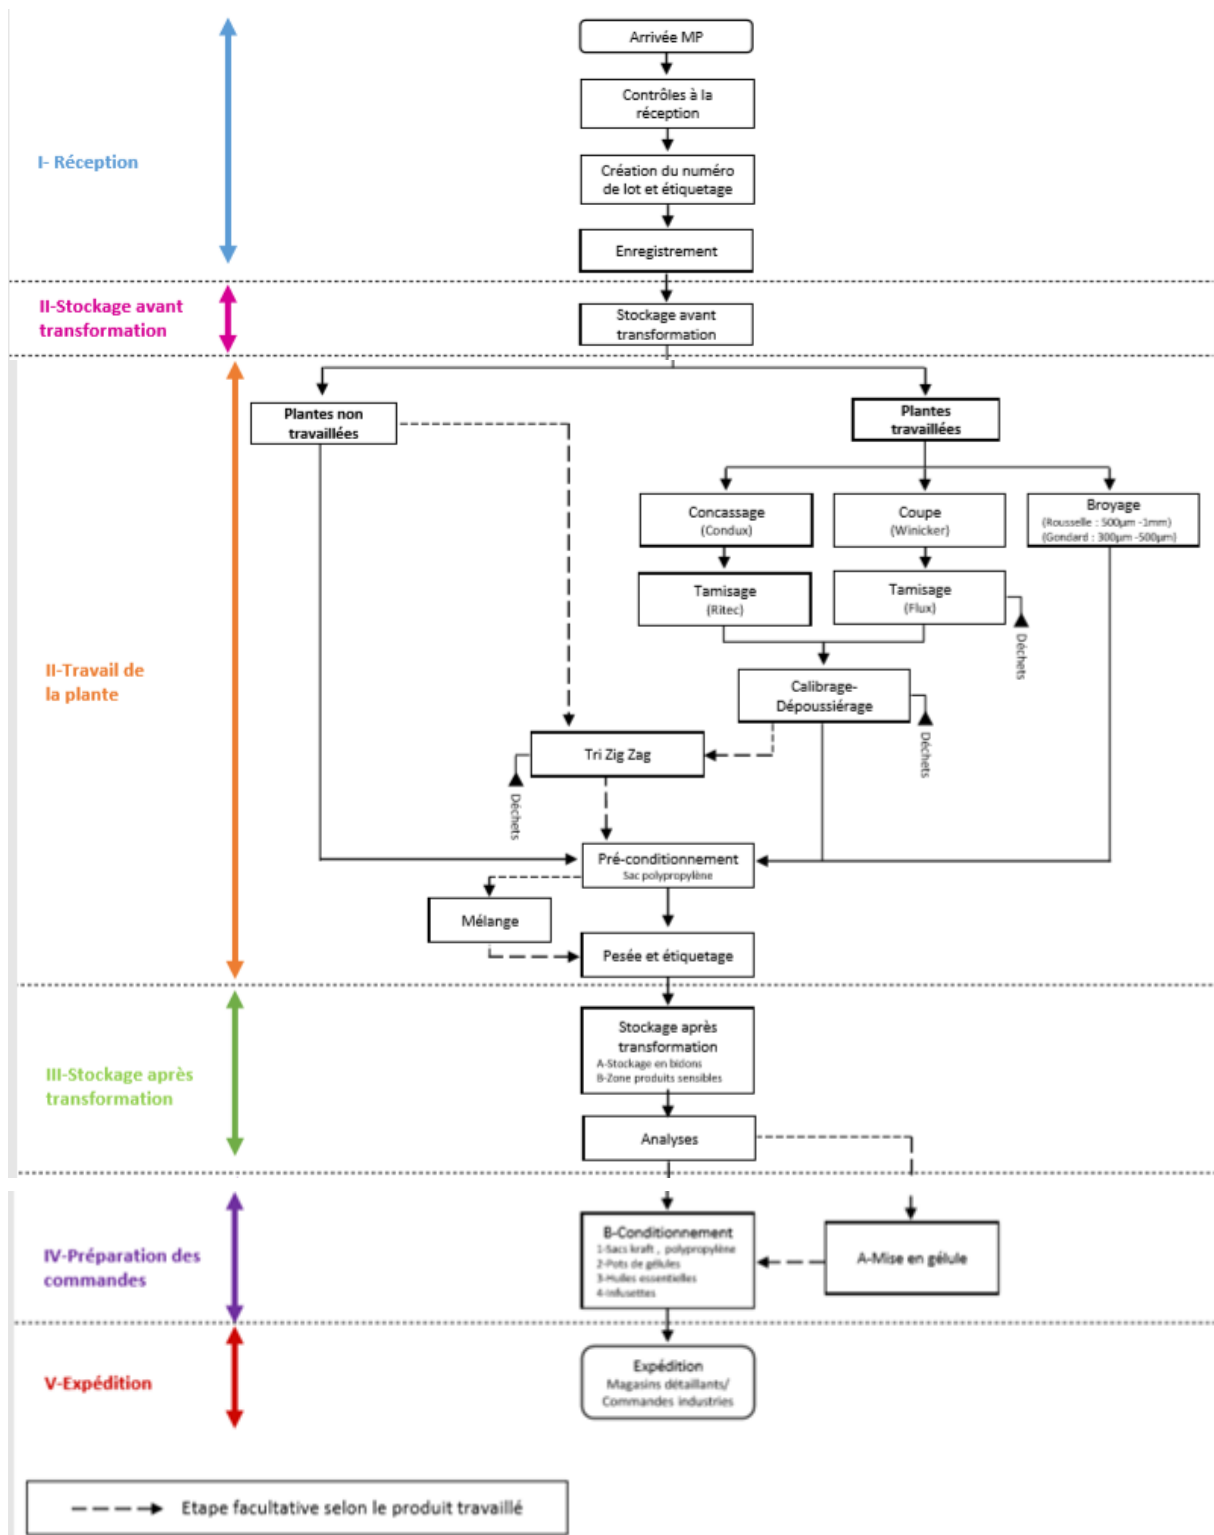 Arrivée MP
Contrôles à la
réception
I- Réception
Création du numéro
de lot et étiquetage
Enregistrement
II-Stockage avant
transformation
Stockage avant
transformation
Plantes non
travaillées
Plantes
travaillées
Concassage
(Condux)
Coupe
(Winicker)
Broyage
(Rousselle : 500µm -1mm)
(Gondard : 300µm -500µm)
Tamisage
(Ritec)
Tamisage
(Flux)
Déchets
II-Travail de
la plante
Calibrage-
Dépoussiérage
Déchets
Tri Zig Zag
Déchets
Pré-conditionnement
Sac polypropylène
Mélange
Pesée et étiquetage
III-Stockage après
transformation
Stockage après
transformation
A-Stockage en bidons
B-Zone produits sensibles
Analyses
IV-Préparation des
commandes
B-Conditionnement
1-Sacs kraft , polypropylène
2-Pots de gélules
3-Huiles essentielles
4-Infusettes
A-Mise en gélule
V-Expédition
Expédition
Magasins détaillants/
Commandes industries
Etape facultative selon le produit travaillé